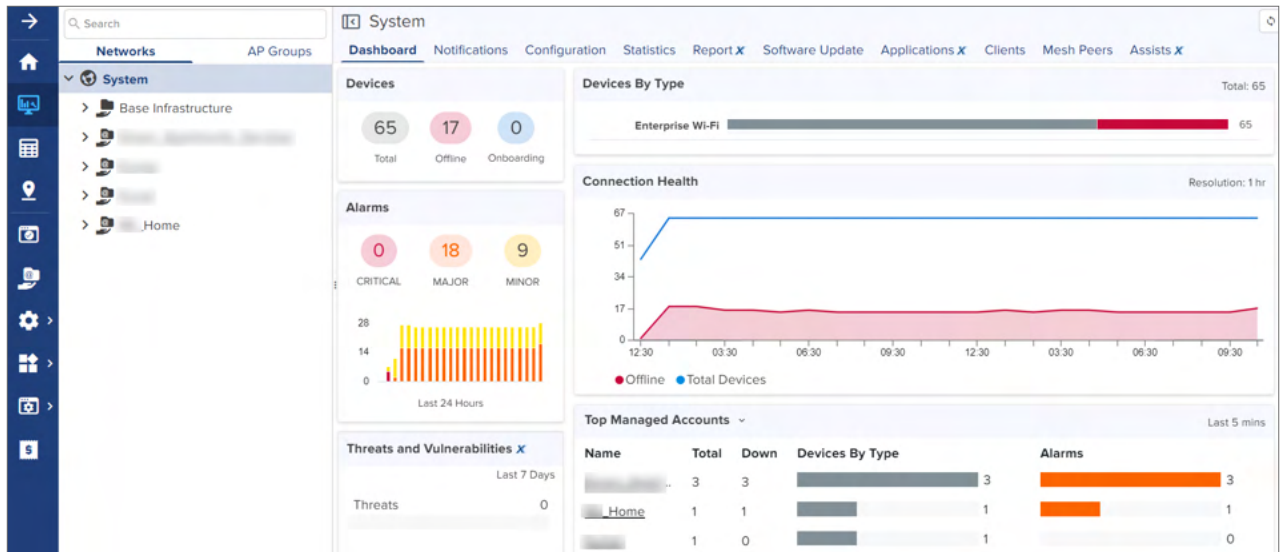 Search
Networks AP Groups
System
Base Infrastructure
_Home
System
Dashboard Notifications Configuration Statistics Report X Software Update Applications X Clients Mesh Peers Assists X
Devices
65 17 0
Total Offline Onboarding
Devices By Type Total: 65
Enterprise Wi-Fi 65
Alarms
0 18 9
CRITICAL MAJOR MINOR
28
14
0
Last 24 Hours
Connection Health Resolution: 1 hr
67
51
34
17
0
12:30 03:30 06:30 09:30 12:30 03:30 06:30 09:30
Offline Total Devices
Threats and Vulnerabilities X
Last 7 Days
Threats 0
Top Managed Accounts Last 5 mins
Name Total Down Devices By Type Alarms
.. 3 3 3 3
_Home 1 1 1 1
1 0 1 0